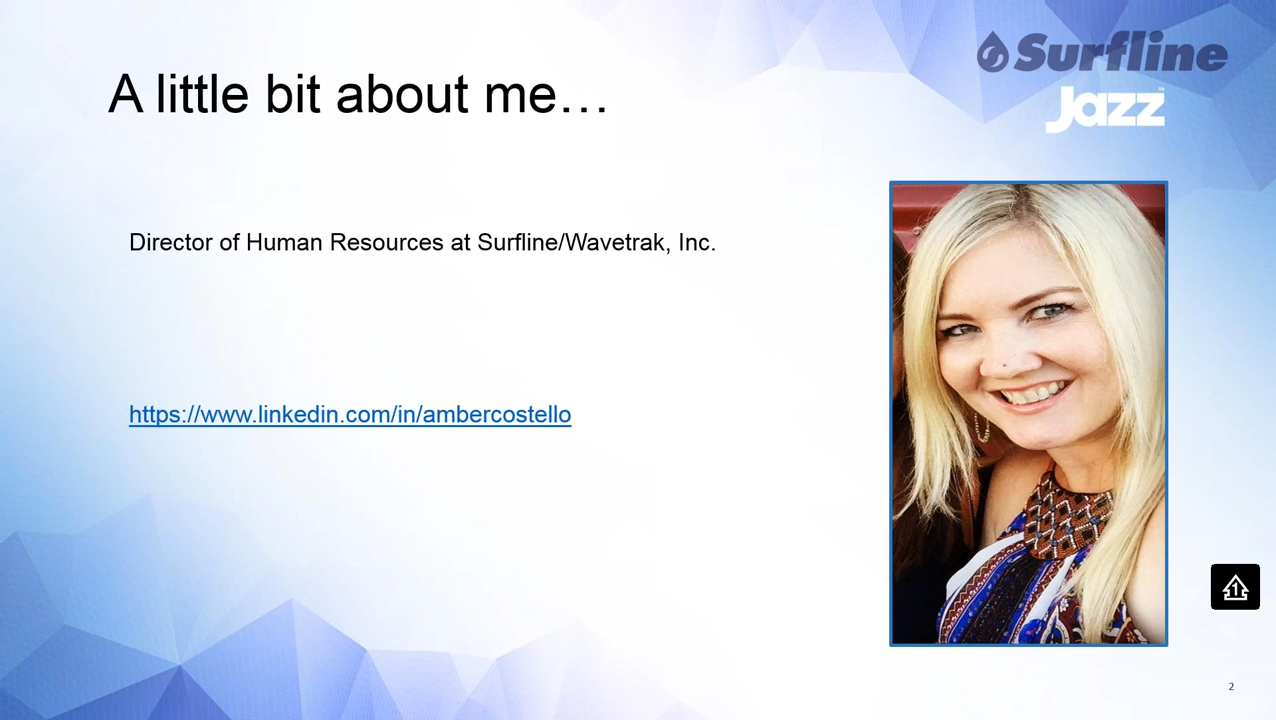 Surfline
Jazz
A little bit about me…
Director of Human Resources at Surfline/Wavetrak, Inc.
https://www.linkedin.com/in/ambercostello
1
2